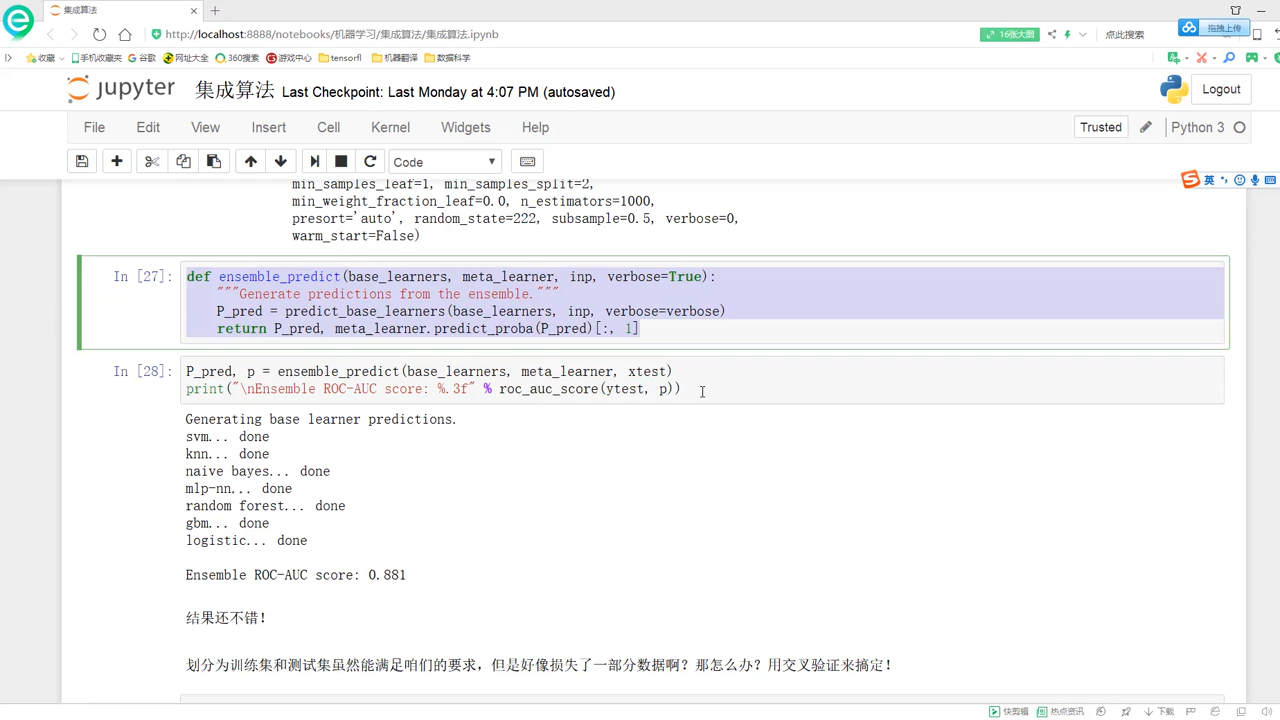 集成算法
http://localhost:8888/notebooks/机器学习/集成算法/集成算法.ipynb
16张大图
点此搜索
拖拽上传
收藏 手机收藏夹 谷歌 网址大全 360搜索 游戏中心 tensorfl 机器翻译 数据科学
jupyter 集成算法 Last Checkpoint: Last Monday at 4:07 PM (autosaved)
Logout
File Edit View Insert Cell Kernel Widgets Help
Trusted Python 3
Code
英
min_samples_leaf=1, min_samples_split=2,
min_weight_fraction_leaf=0.0, n_estimators=1000,
presort='auto', random_state=222, subsample=0.5, verbose=0,
warm_start=False)
In [27]: def ensemble_predict(base_learners, meta_learner, inp, verbose=True):
"""Generate predictions from the ensemble."""
P_pred = predict_base_learners(base_learners, inp, verbose=verbose)
return P_pred, meta_learner.predict_proba(P_pred)[:, 1]
In [28]: P_pred, p = ensemble_predict(base_learners, meta_learner, xtest)
print("\nEnsemble ROC-AUC score: %.3f" % roc_auc_score(ytest, p))
Generating base learner predictions.
svm... done
knn... done
naive bayes... done
mlp-nn... done
random forest... done
gbm... done
logistic... done
Ensemble ROC-AUC score: 0.881
结果还不错！
划分为训练集和测试集虽然能满足咱们的要求，但是好像损失了一部分数据啊？那怎么办？用交叉验证来搞定！
快剪辑 热点资讯 下载